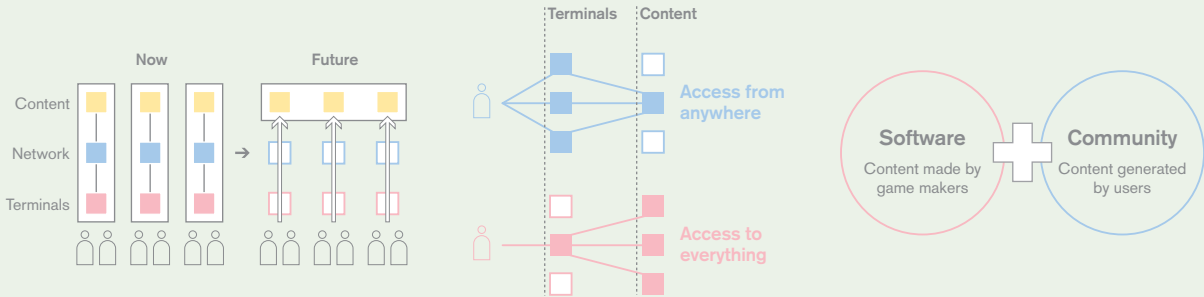 Now
Future
Content
Network
Terminals
Terminals
Content
Access from
anywhere
Access to
everything
Software
Content made by
game makers
Community
Content generated
by users